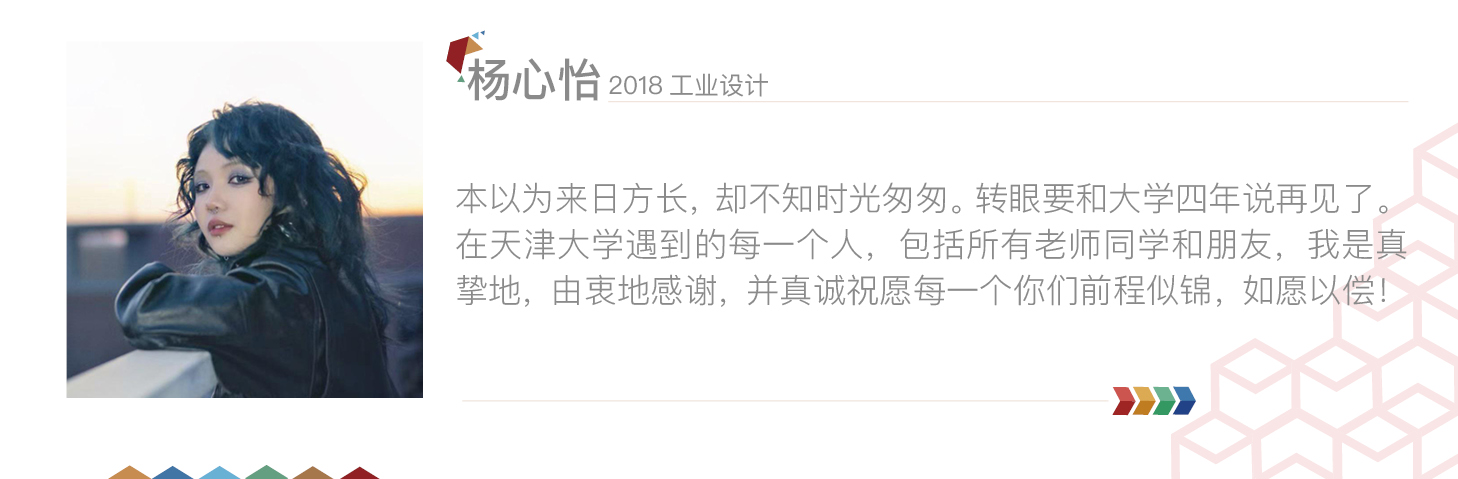 杨心怡 2018 工业设计
本以为来日方长，却不知时光匆匆。转眼要和大学四年说再见了。
在天津大学遇到的每一个人，包括所有老师同学和朋友，我是真
挚地，由衷地感谢，并真诚祝愿每一个你们前程似锦，如愿以偿！